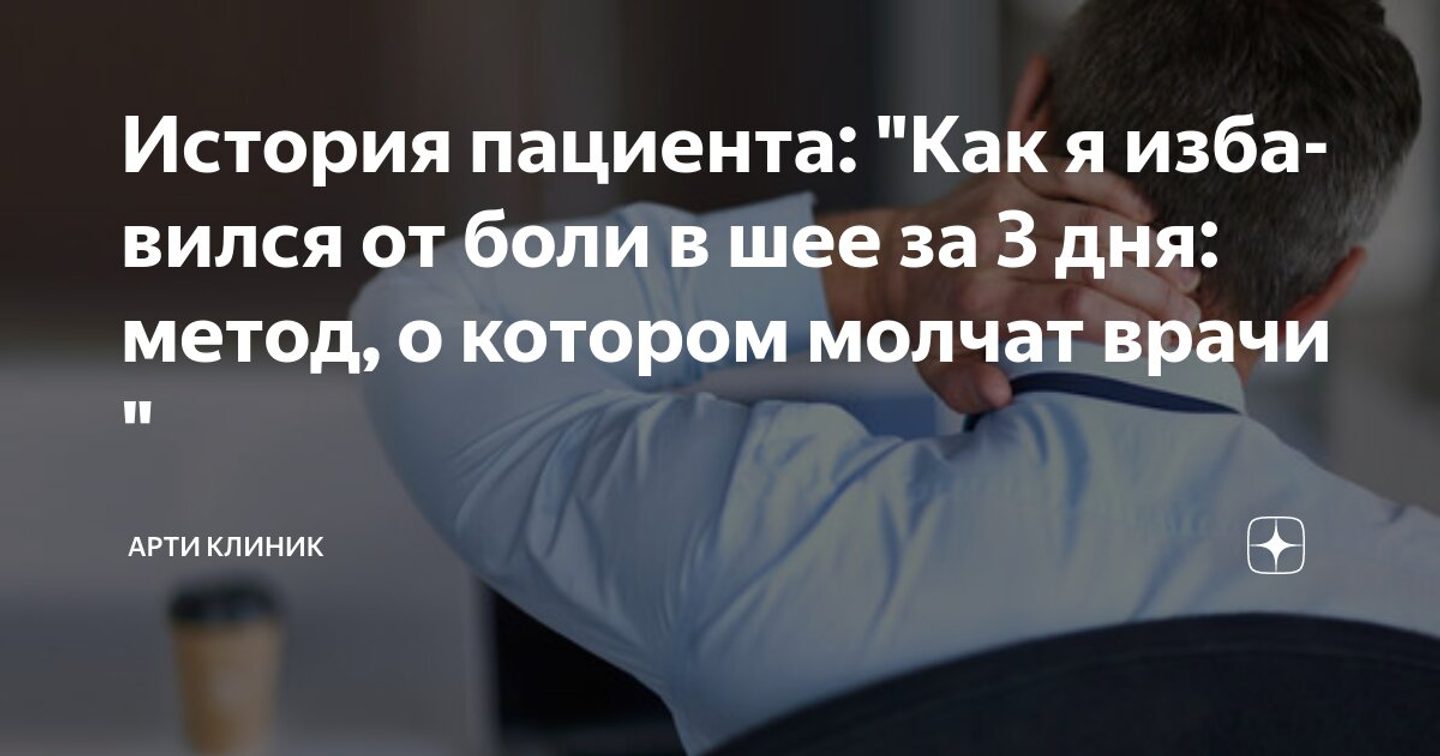 История пациента: "Как я изба-
вился от боли в шее за 3 дня:
метод, о котором молчат врачи
"
АРТИ КЛИНИК